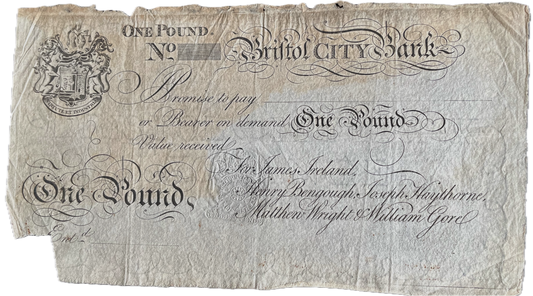 ONE POUND.
No Bristol CITY Bank
Promise to pay
or Bearer on demand One Pound
Value received
For James Ireland,
One Pound, Henry Bengough, Joseph Haythorne,
Matthew Wright & William Gore
Entd